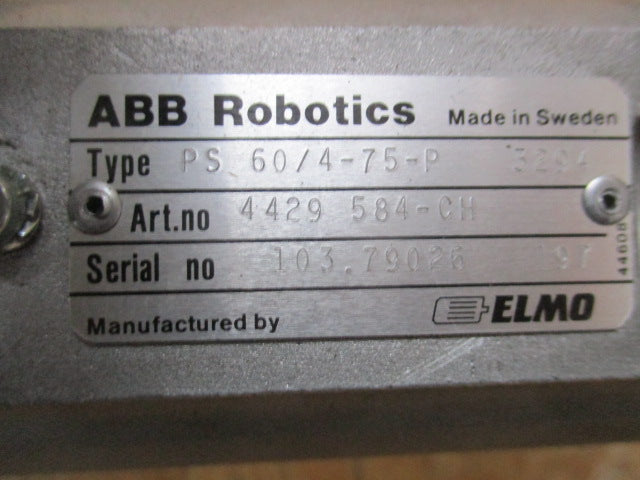 ABB Robotics Made in Sweden
Type PS 60/4-75-P 3294
Art.no 4429 584-CH
Serial no 103.79026 97
Manufactured by ELMO
44608